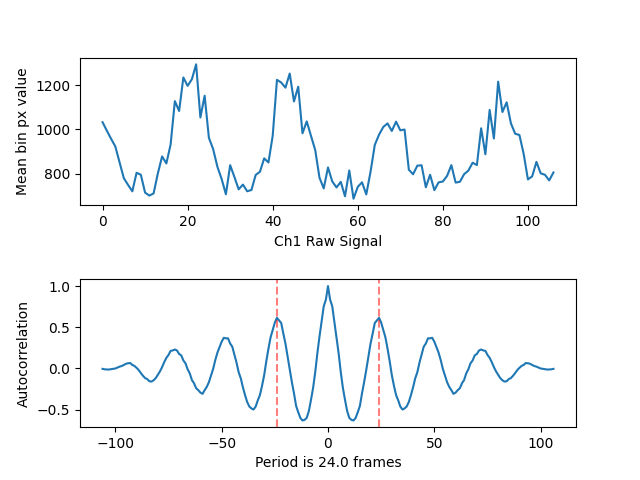 Mean bin px value
1200
1000
800
0 20 40 60 80 100
Ch1 Raw Signal
Autocorrelation
1.0
0.5
0.0
−0.5
−100 −50 0 50 100
Period is 24.0 frames